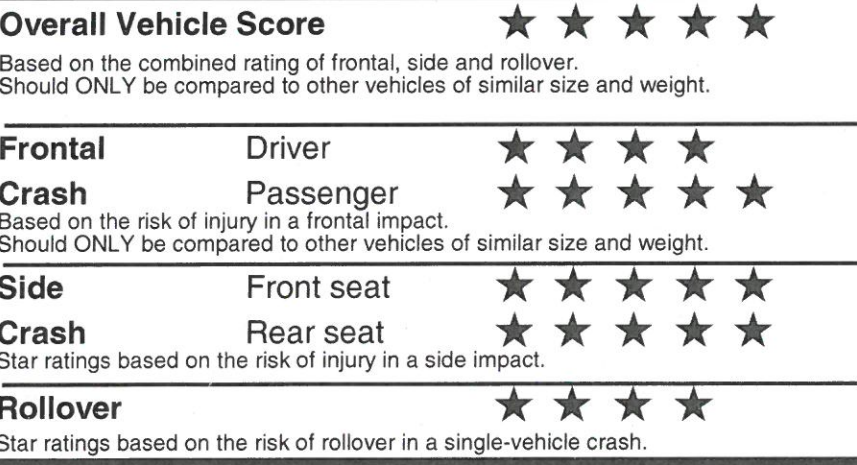 Overall Vehicle Score ★ ★ ★ ★ ★
Based on the combined rating of frontal, side and rollover.
Should ONLY be compared to other vehicles of similar size and weight.
Frontal Driver ★ ★ ★ ★
Crash Passenger ★ ★ ★ ★ ★
Based on the risk of injury in a frontal impact.
Should ONLY be compared to other vehicles of similar size and weight.
Side Front seat ★ ★ ★ ★ ★
Crash Rear seat ★ ★ ★ ★ ★
Star ratings based on the risk of injury in a side impact.
Rollover ★ ★ ★ ★
Star ratings based on the risk of rollover in a single-vehicle crash.